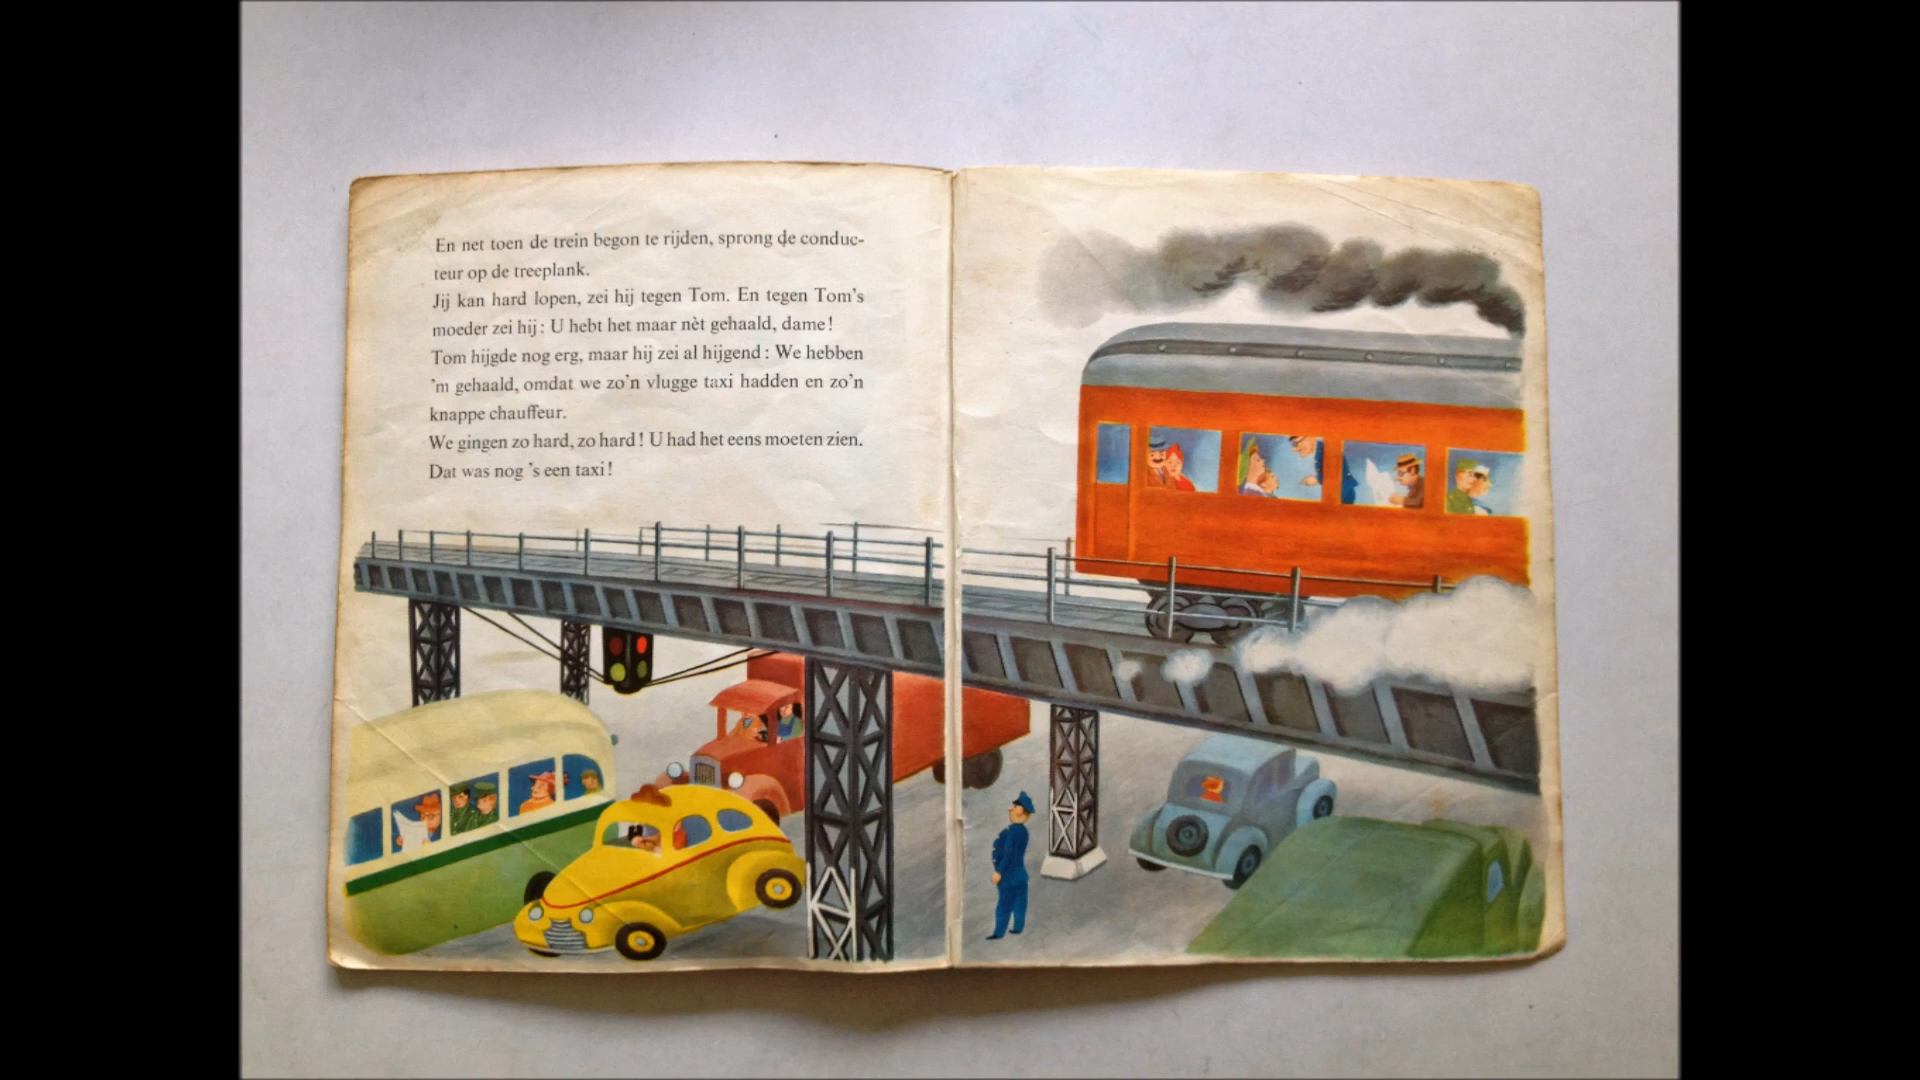 En net toen de trein begon te rijden, sprong de conduc-
teur op de treeplank.
Jij kan hard lopen, zei hij tegen Tom. En tegen Tom's
moeder zei hij: U hebt het maar nèt gehaald, dame!
Tom hijgde nog erg, maar hij zei al hijgend: We hebben
'm gehaald, omdat we zo'n vlugge taxi hadden en zo'n
knappe chauffeur.
We gingen zo hard, zo hard! U had het eens moeten zien.
Dat was nog 's een taxi!